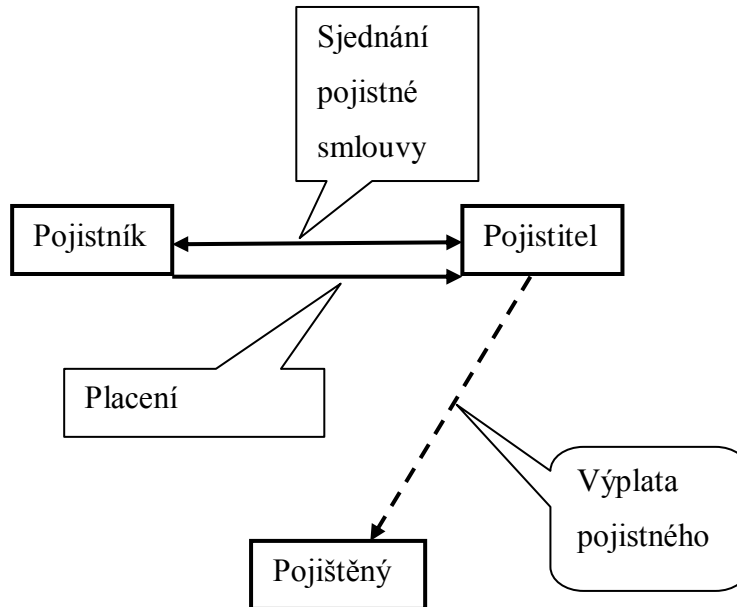 Sjednání
pojistné
smlouvy
Pojistník
Pojistitel
Placení
Výplata
pojistného
Pojištěný